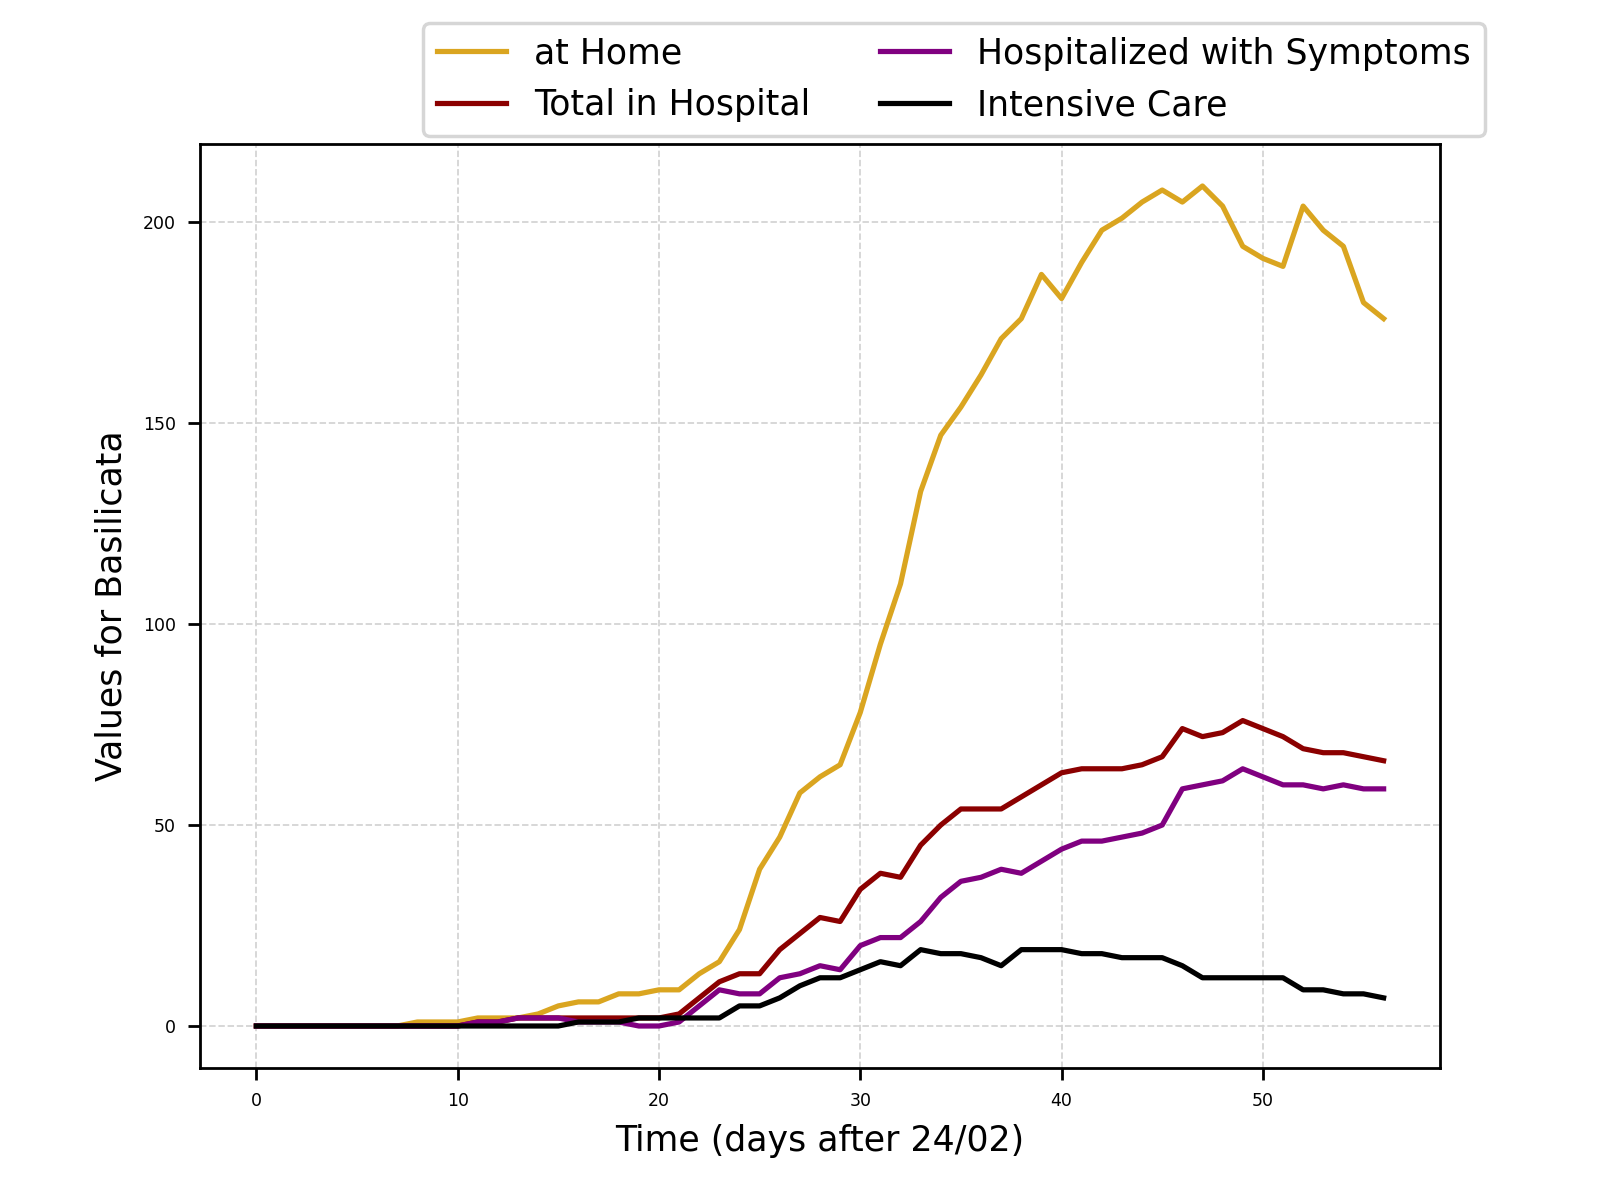 at Home
Total in Hospital
Hospitalized with Symptoms
Intensive Care
Values for Basilicata
200
150
100
50
0
0 10 20 30 40 50
Time (days after 24/02)